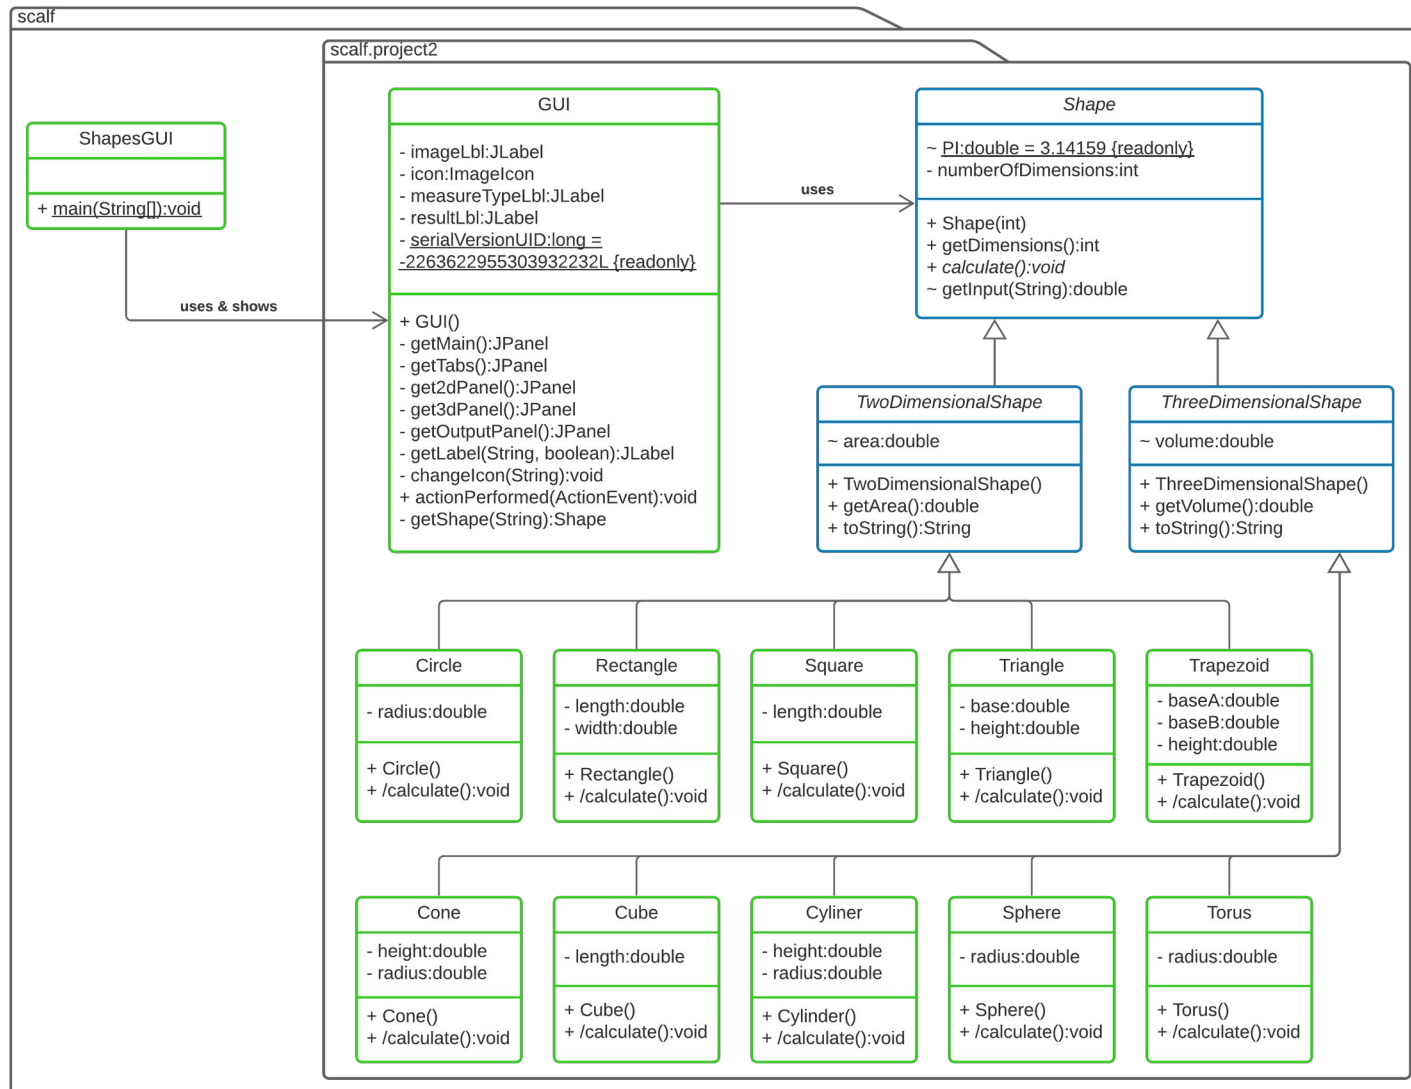 scalf
scalf.project2
ShapesGUI
+ main(String[]):void
uses & shows
GUI
- imageLbl:JLabel
- icon:ImageIcon
- measureTypeLbl:JLabel
- resultLbl:JLabel
- serialVersionUID:long =
-2263622955303932232L {readonly}
+ GUI()
- getMain():JPanel
- getTabs():JPanel
- get2dPanel():JPanel
- get3dPanel():JPanel
- getOutputPanel():JPanel
- getLabel(String, boolean):JLabel
- changeIcon(String):void
+ actionPerformed(ActionEvent):void
- getShape(String):Shape
uses
Shape
~ PI:double = 3.14159 {readonly}
- numberOfDimensions:int
+ Shape(int)
+ getDimensions():int
+ calculate():void
~ getInput(String):double
TwoDimensionalShape
~ area:double
+ TwoDimensionalShape()
+ getArea():double
+ toString():String
ThreeDimensionalShape
~ volume:double
+ ThreeDimensionalShape()
+ getVolume():double
+ toString():String
Circle
- radius:double
+ Circle()
+ /calculate():void
Rectangle
- length:double
- width:double
+ Rectangle()
+ /calculate():void
Square
- length:double
+ Square()
+ /calculate():void
Triangle
- base:double
- height:double
+ Triangle()
+ /calculate():void
Trapezoid
- baseA:double
- baseB:double
- height:double
+ Trapezoid()
+ /calculate():void
Cone
- height:double
- radius:double
+ Cone()
+ /calculate():void
Cube
- length:double
+ Cube()
+ /calculate():void
Cyliner
- height:double
- radius:double
+ Cylinder()
+ /calculate():void
Sphere
- radius:double
+ Sphere()
+ /calculate():void
Torus
- radius:double
+ Torus()
+ /calculate():void